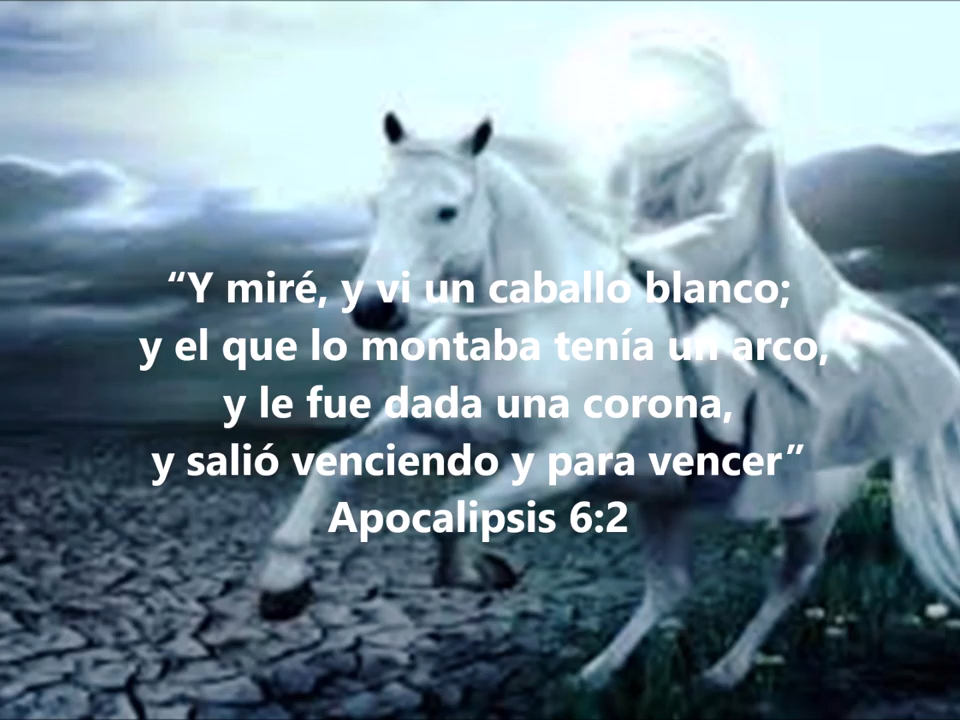 “Y miré, y vi un caballo blanco;
y el que lo montaba tenía un arco,
y le fue dada una corona,
y salió venciendo y para vencer”
Apocalipsis 6:2